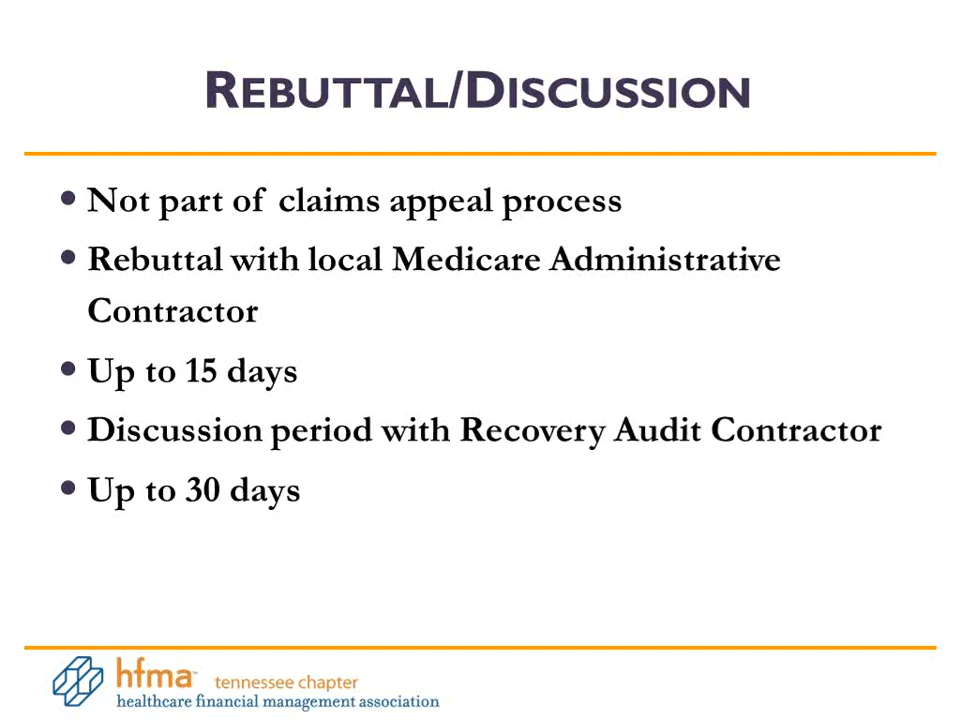 REBUTTAL/DISCUSSION
• Not part of claims appeal process
• Rebuttal with local Medicare Administrative
Contractor
• Up to 15 days
• Discussion period with Recovery Audit Contractor
• Up to 30 days
hfma™ tennessee chapter
healthcare financial management association